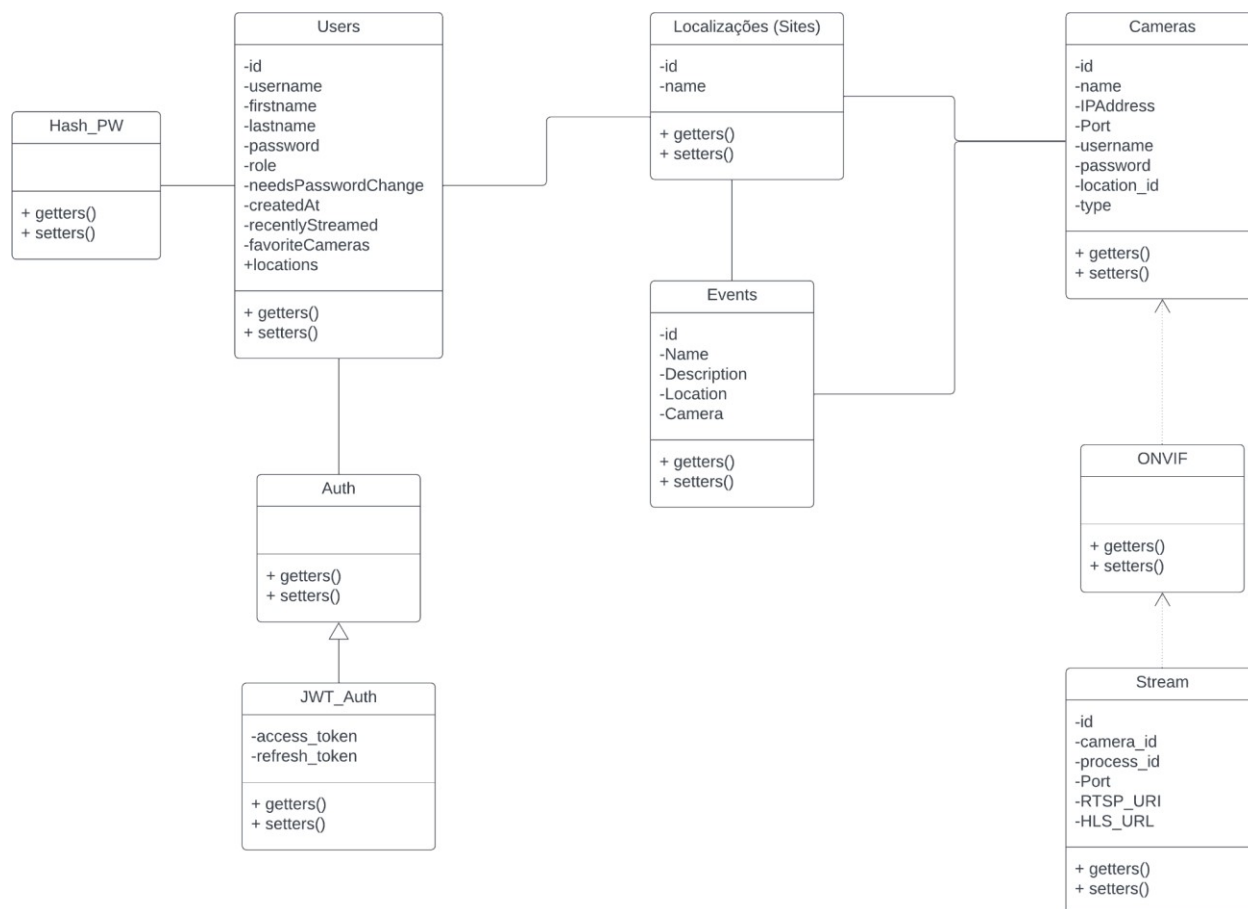 Users
-id
-username
-firstname
-lastname
-password
-role
-needsPasswordChange
-createdAt
-recentlyStreamed
-favoriteCameras
+locations
+ getters()
+ setters()
Localizações (Sites)
-id
-name
+ getters()
+ setters()
Cameras
-id
-name
-IPAddress
-Port
-username
-password
-location_id
-type
+ getters()
+ setters()
Hash_PW
+ getters()
+ setters()
Events
-id
-Name
-Description
-Location
-Camera
+ getters()
+ setters()
ONVIF
+ getters()
+ setters()
Auth
+ getters()
+ setters()
JWT_Auth
-access_token
-refresh_token
+ getters()
+ setters()
Stream
-id
-camera_id
-process_id
-Port
-RTSP_URI
-HLS_URL
+ getters()
+ setters()